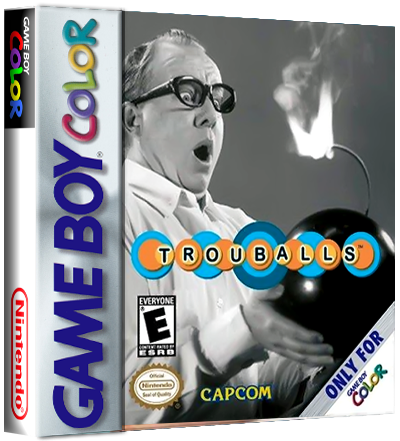 GAME BOY
COLOR
Nintendo
GAME BOY COLOR
TROUBALLS™
EVERYONE
E
CONTENT RATED BY
ESRB
Official
Nintendo
Seal of Quality
CAPCOM
ONLY FOR
GAME BOY
COLOR